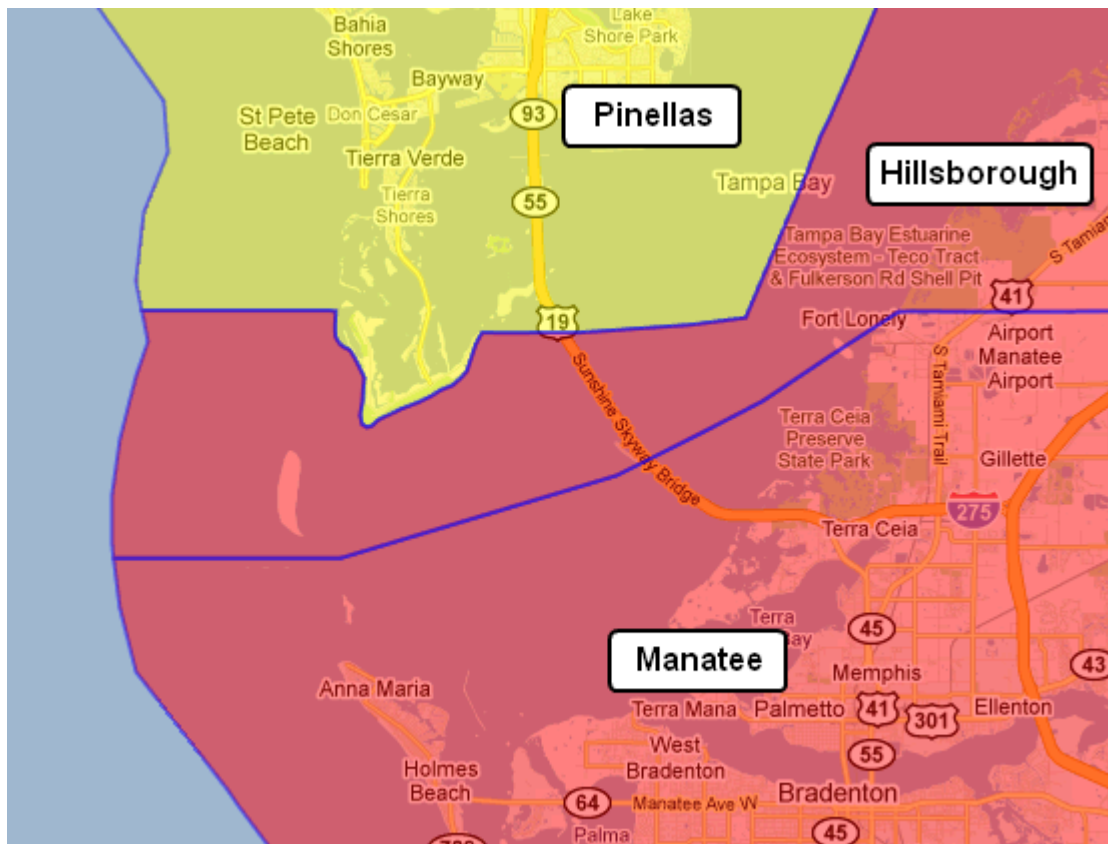 Bahia
Shores
Lake
Shore Park
Bayway
93
Pinellas
St Pete
Beach
Don Cesar
Tierra Verde
Tierra
Shores
55
Tampa Bay
Hillsborough
Tampa Bay Estuarine
Ecosystem - Teco Tract
& Fulkerson Rd Shell Pit
S Tamiami
41
19
Fort Lonely
Airport
Manatee
Airport
Sunshine Skyway Bridge
S Tamiami Trail
Terra Ceia
Preserve
State Park
Gillette
275
Terra Ceia
Terra
Bay
45
Manatee
Memphis
43
Anna Maria
Terra Mana
Palmetto
41
301
Ellenton
West
Bradenton
55
Holmes
Beach
64
Manatee Ave W
Bradenton
Palma
45